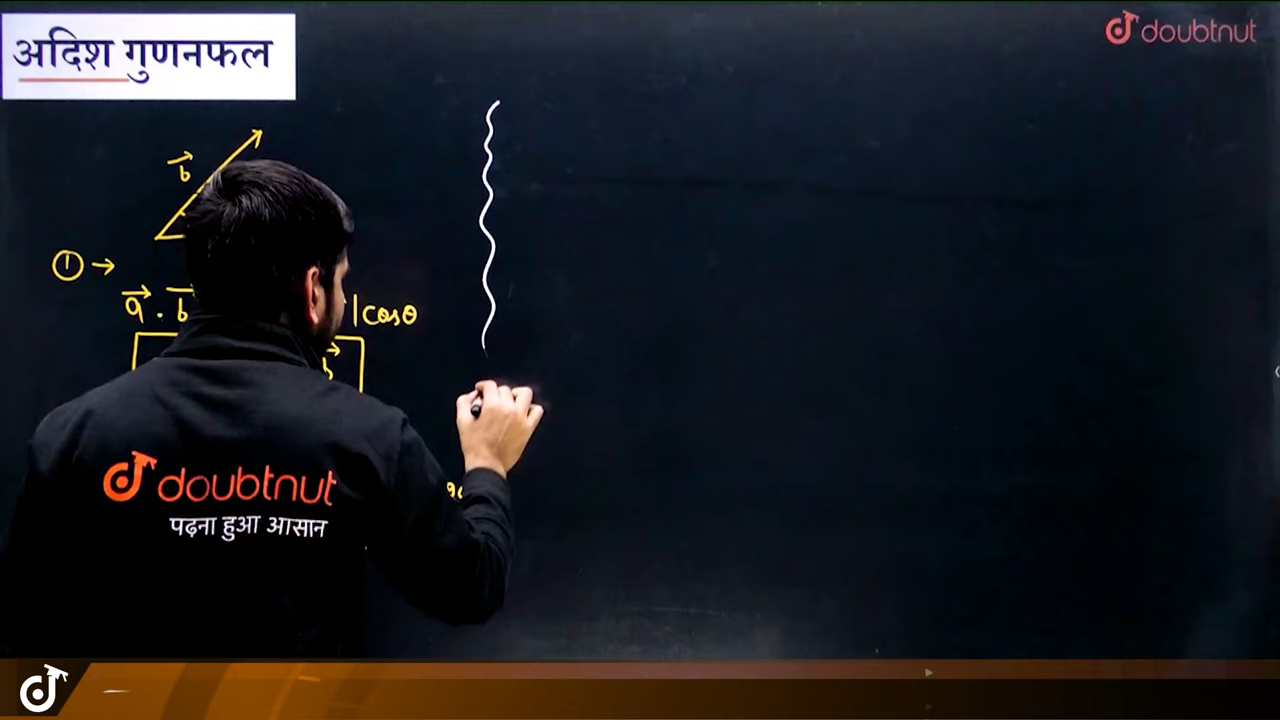 अदिश गुणनफल
doubtnut
b
① →
a . b
|cosθ
b
doubtnut
पढ़ना हुआ आसान